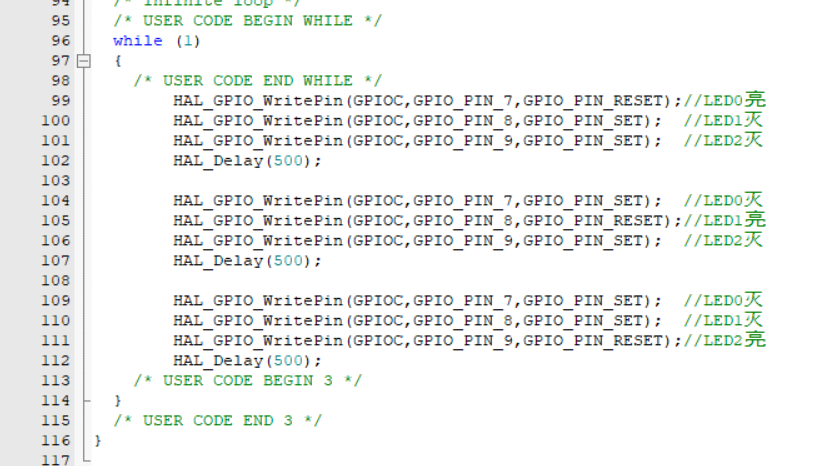 94 /* Infinite loop */
95 /* USER CODE BEGIN WHILE */
96 while (1)
97 {
98 /* USER CODE END WHILE */
99 HAL_GPIO_WritePin(GPIOC,GPIO_PIN_7,GPIO_PIN_RESET);//LED0亮
100 HAL_GPIO_WritePin(GPIOC,GPIO_PIN_8,GPIO_PIN_SET); //LED1灭
101 HAL_GPIO_WritePin(GPIOC,GPIO_PIN_9,GPIO_PIN_SET); //LED2灭
102 HAL_Delay(500);
103
104 HAL_GPIO_WritePin(GPIOC,GPIO_PIN_7,GPIO_PIN_SET); //LED0灭
105 HAL_GPIO_WritePin(GPIOC,GPIO_PIN_8,GPIO_PIN_RESET);//LED1亮
106 HAL_GPIO_WritePin(GPIOC,GPIO_PIN_9,GPIO_PIN_SET); //LED2灭
107 HAL_Delay(500);
108
109 HAL_GPIO_WritePin(GPIOC,GPIO_PIN_7,GPIO_PIN_SET); //LED0灭
110 HAL_GPIO_WritePin(GPIOC,GPIO_PIN_8,GPIO_PIN_SET); //LED1灭
111 HAL_GPIO_WritePin(GPIOC,GPIO_PIN_9,GPIO_PIN_RESET);//LED2亮
112 HAL_Delay(500);
113 /* USER CODE BEGIN 3 */
114 }
115 /* USER CODE END 3 */
116 }
117